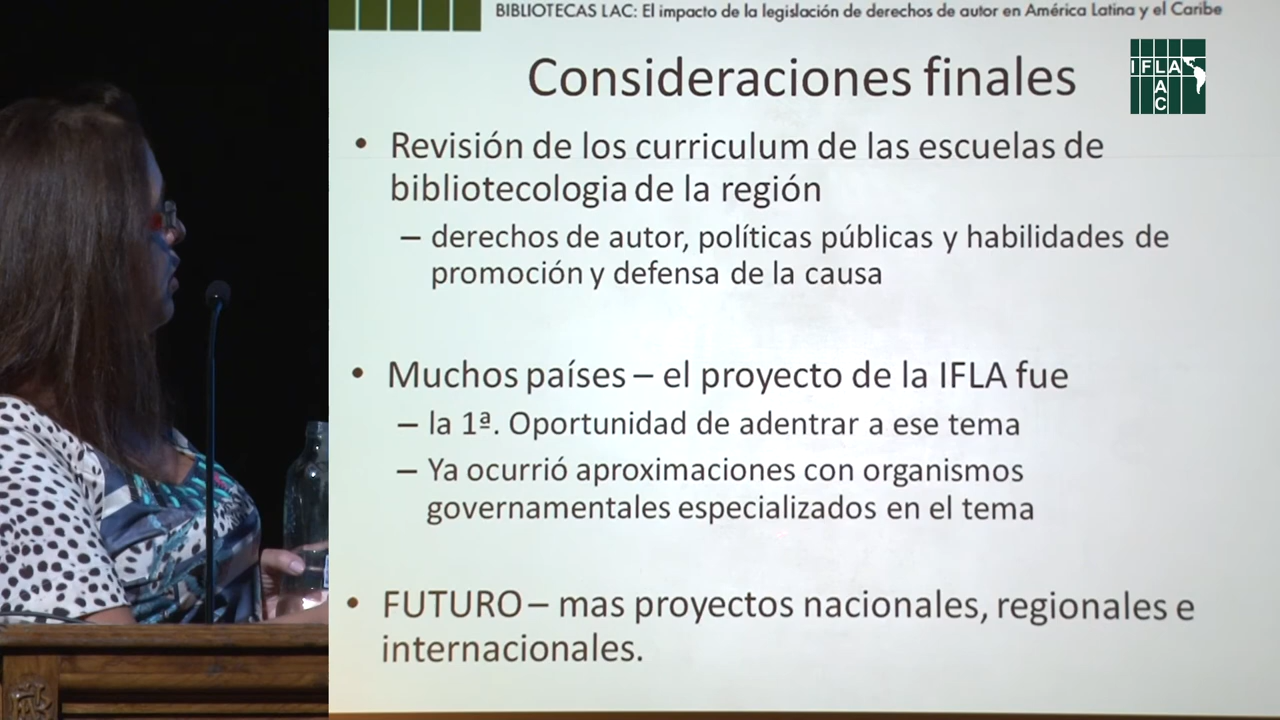 BIBLIOTECAS LAC: El impacto de la legislación de derechos de autor en América Latina y el Caribe
IFLA
LAC
Consideraciones finales
• Revisión de los curriculum de las escuelas de
bibliotecologia de la región
– derechos de autor, políticas públicas y habilidades de
promoción y defensa de la causa
• Muchos países – el proyecto de la IFLA fue
– la 1ª. Oportunidad de adentrar a ese tema
– Ya ocurrió aproximaciones con organismos
governamentales especializados en el tema
• FUTURO – mas proyectos nacionales, regionales e
internacionales.